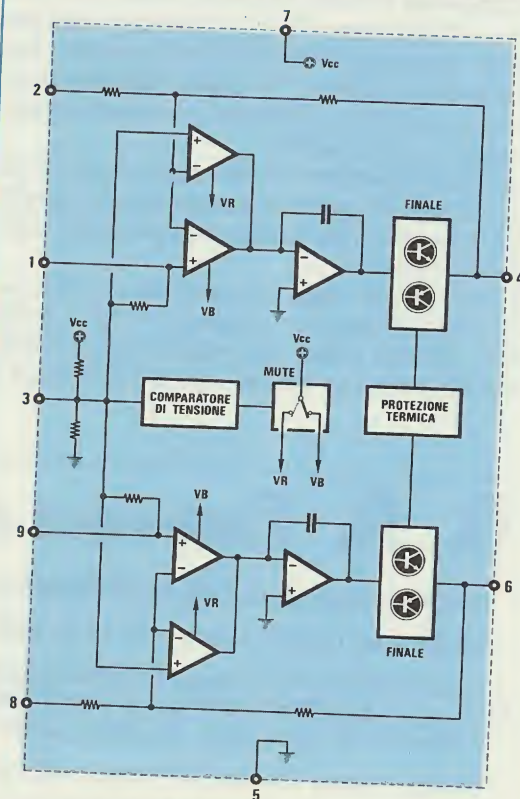 7
Vcc
2
+
-
VR
FINALE
-
+
VB
-
+
1
4
Vcc
MUTE
Vcc
3
COMPARATORE
DI TENSIONE
VR
VB
PROTEZIONE
TERMICA
9
VB
+
-
VR
-
+
-
+
6
FINALE
8
5